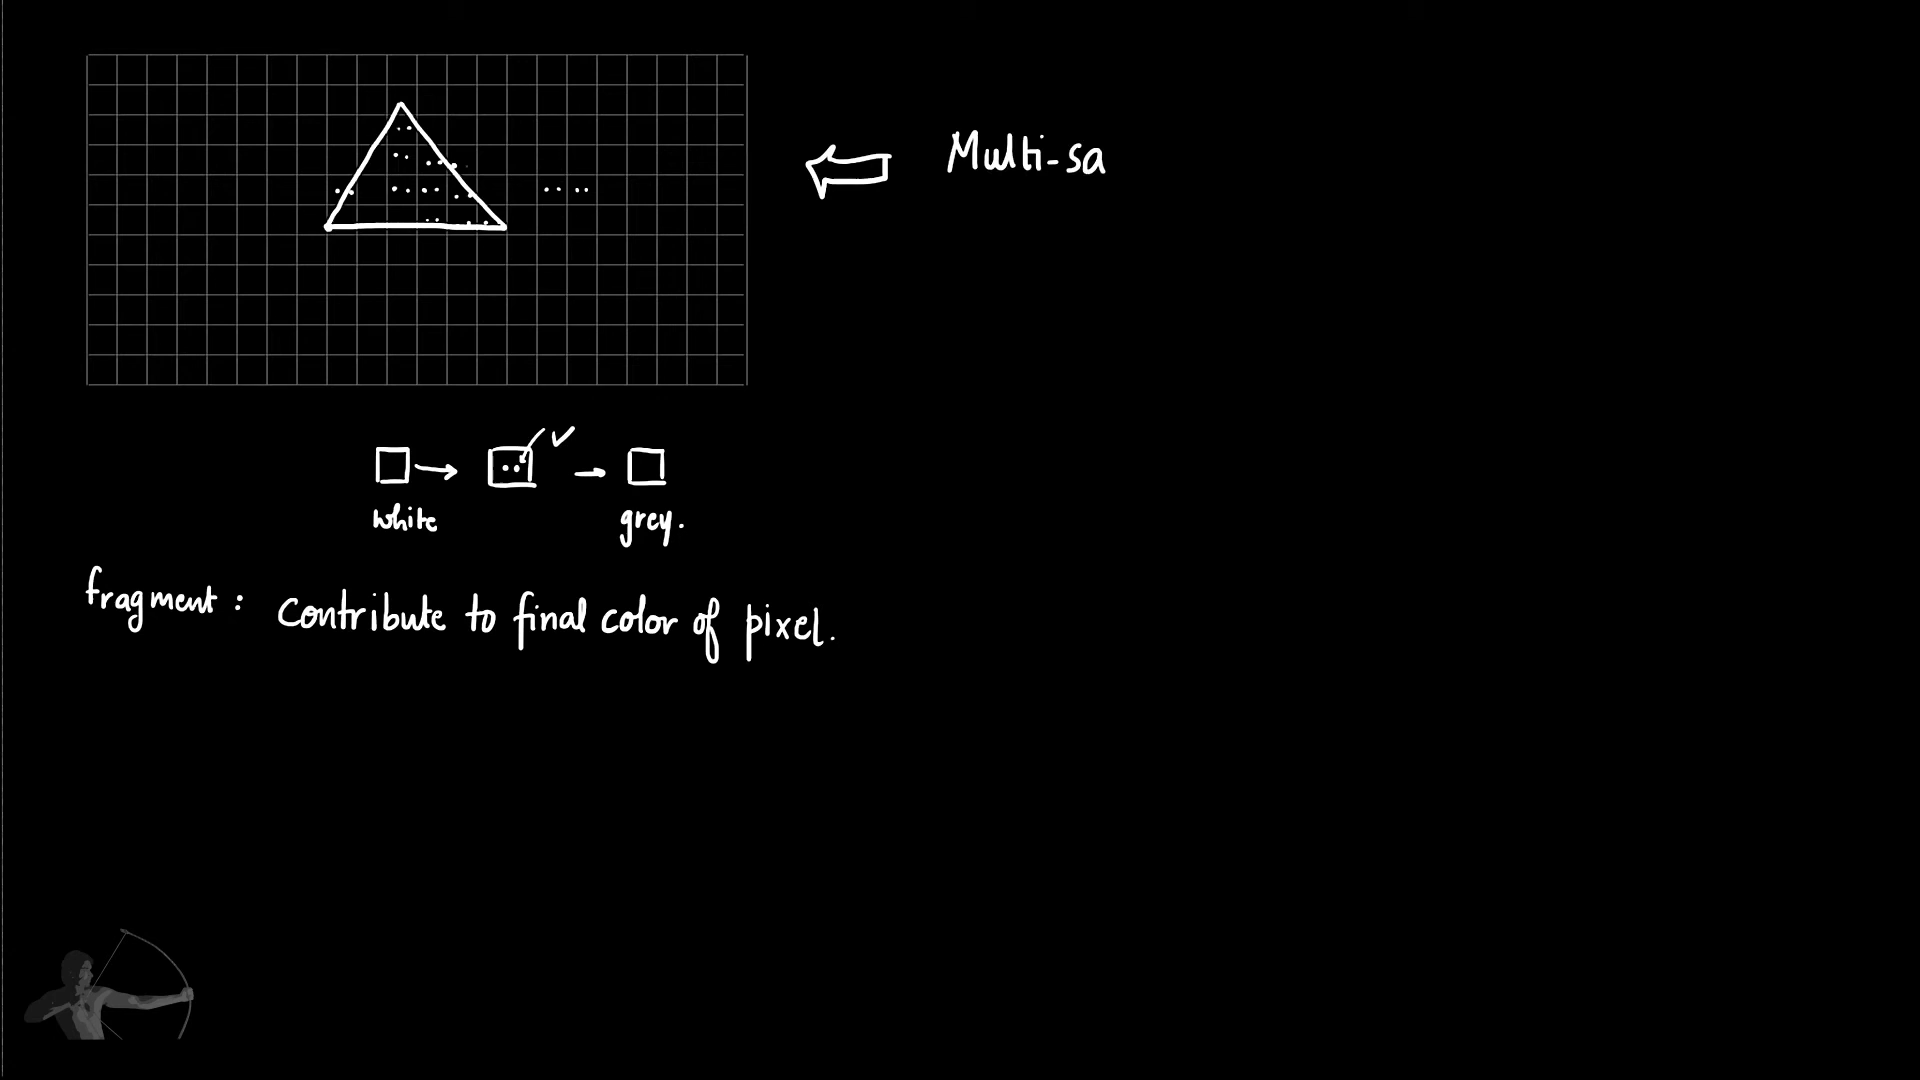 Multi-sa
white
grey.
fragment: Contribute to final color of pixel.